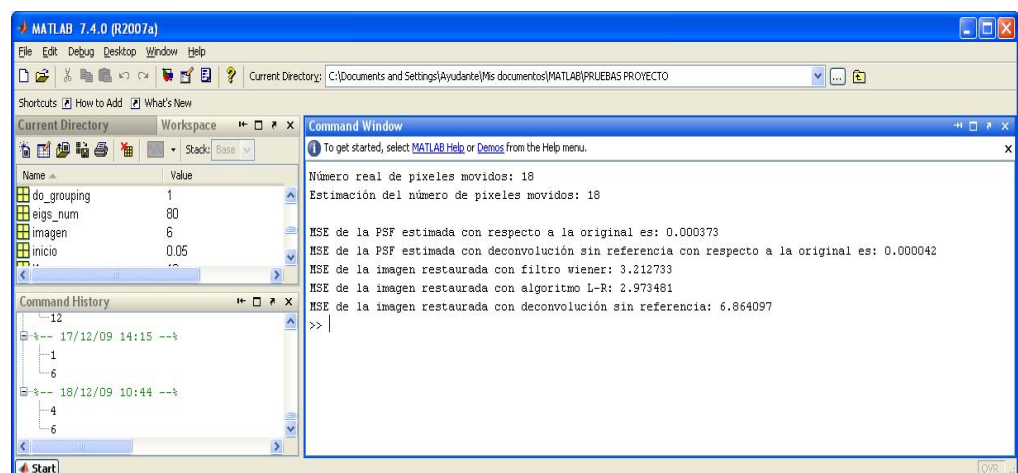 MATLAB 7.4.0 (R2007a)
File Edit Debug Desktop Window Help
Current Directory: C:\Documents and Settings\Ayudante\Mis documentos\MATLAB\PRUEBAS PROYECTO
Shortcuts How to Add What's New
Current Directory Workspace
Stack: Base
Name Value
do_grouping 1
eigs_num 80
imagen 6
inicio 0.05
Command History
12
%-- 17/12/09 14:15 --%
1
6
%-- 18/12/09 10:44 --%
4
6
Command Window
To get started, select MATLAB Help or Demos from the Help menu.
Número real de pixeles movidos: 18
Estimación del número de pixeles movidos: 18
MSE de la PSF estimada con respecto a la original es: 0.000373
MSE de la PSF estimada con deconvolución sin referencia con respecto a la original es: 0.000042
MSE de la imagen restaurada con filtro wiener: 3.212733
MSE de la imagen restaurada con algoritmo L-R: 2.973481
MSE de la imagen restaurada con deconvolución sin referencia: 6.864097
>>
Start
OVR